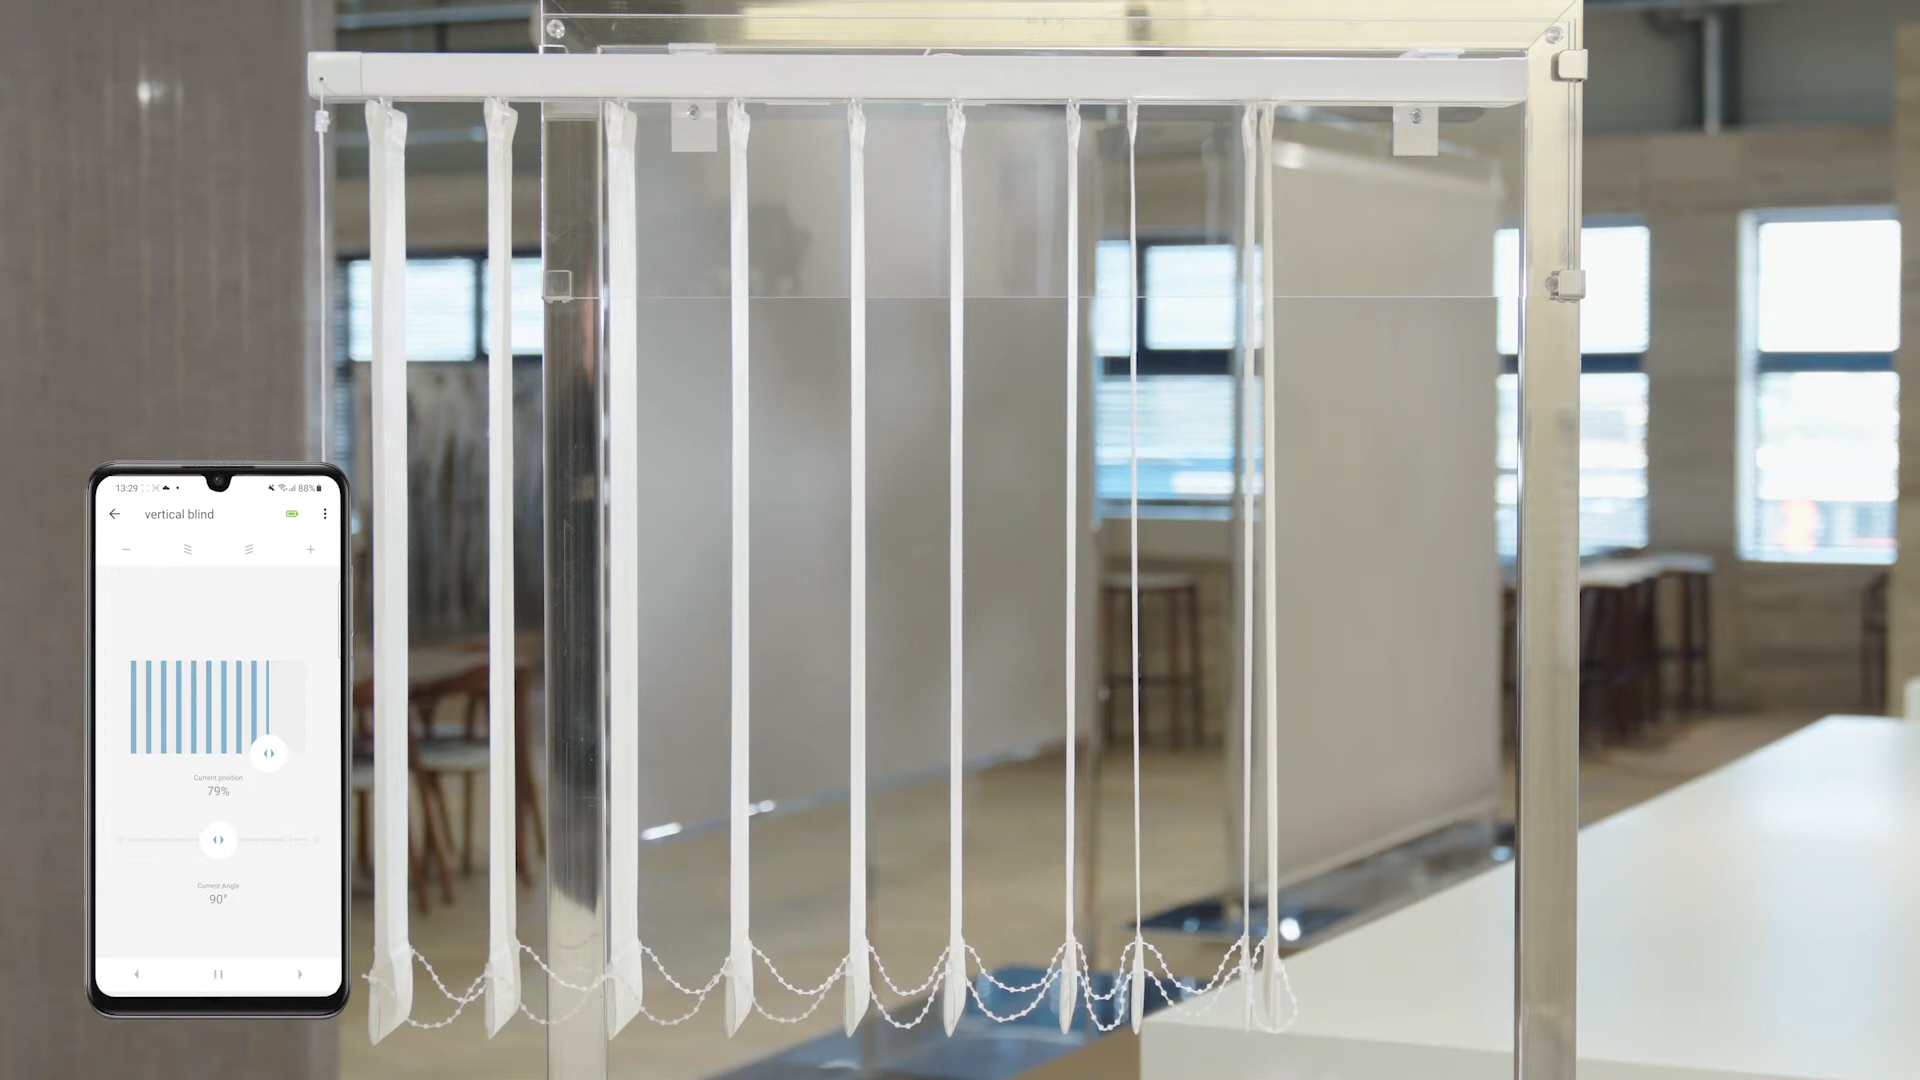 13:29
88%
vertical blind
Current position
79%
Current Angle
90°